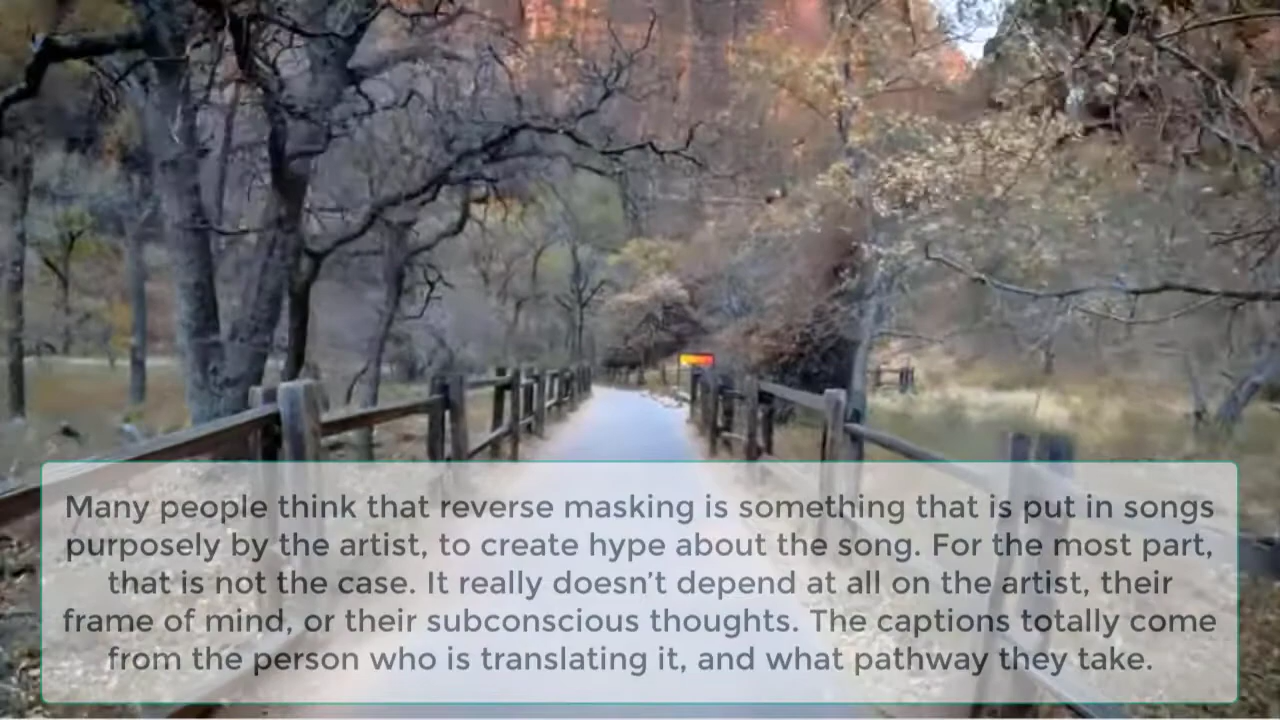 Many people think that reverse masking is something that is put in songs
purposely by the artist, to create hype about the song. For the most part,
that is not the case. It really doesn't depend at all on the artist, their
frame of mind, or their subconscious thoughts. The captions totally come
from the person who is translating it, and what pathway they take.